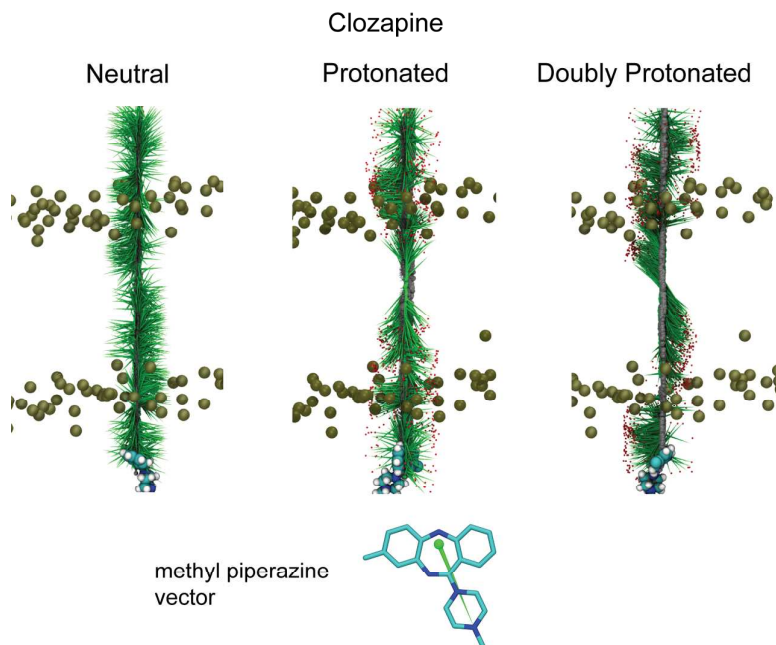 Clozapine
Neutral
Protonated
Doubly Protonated
methyl piperazine
vector